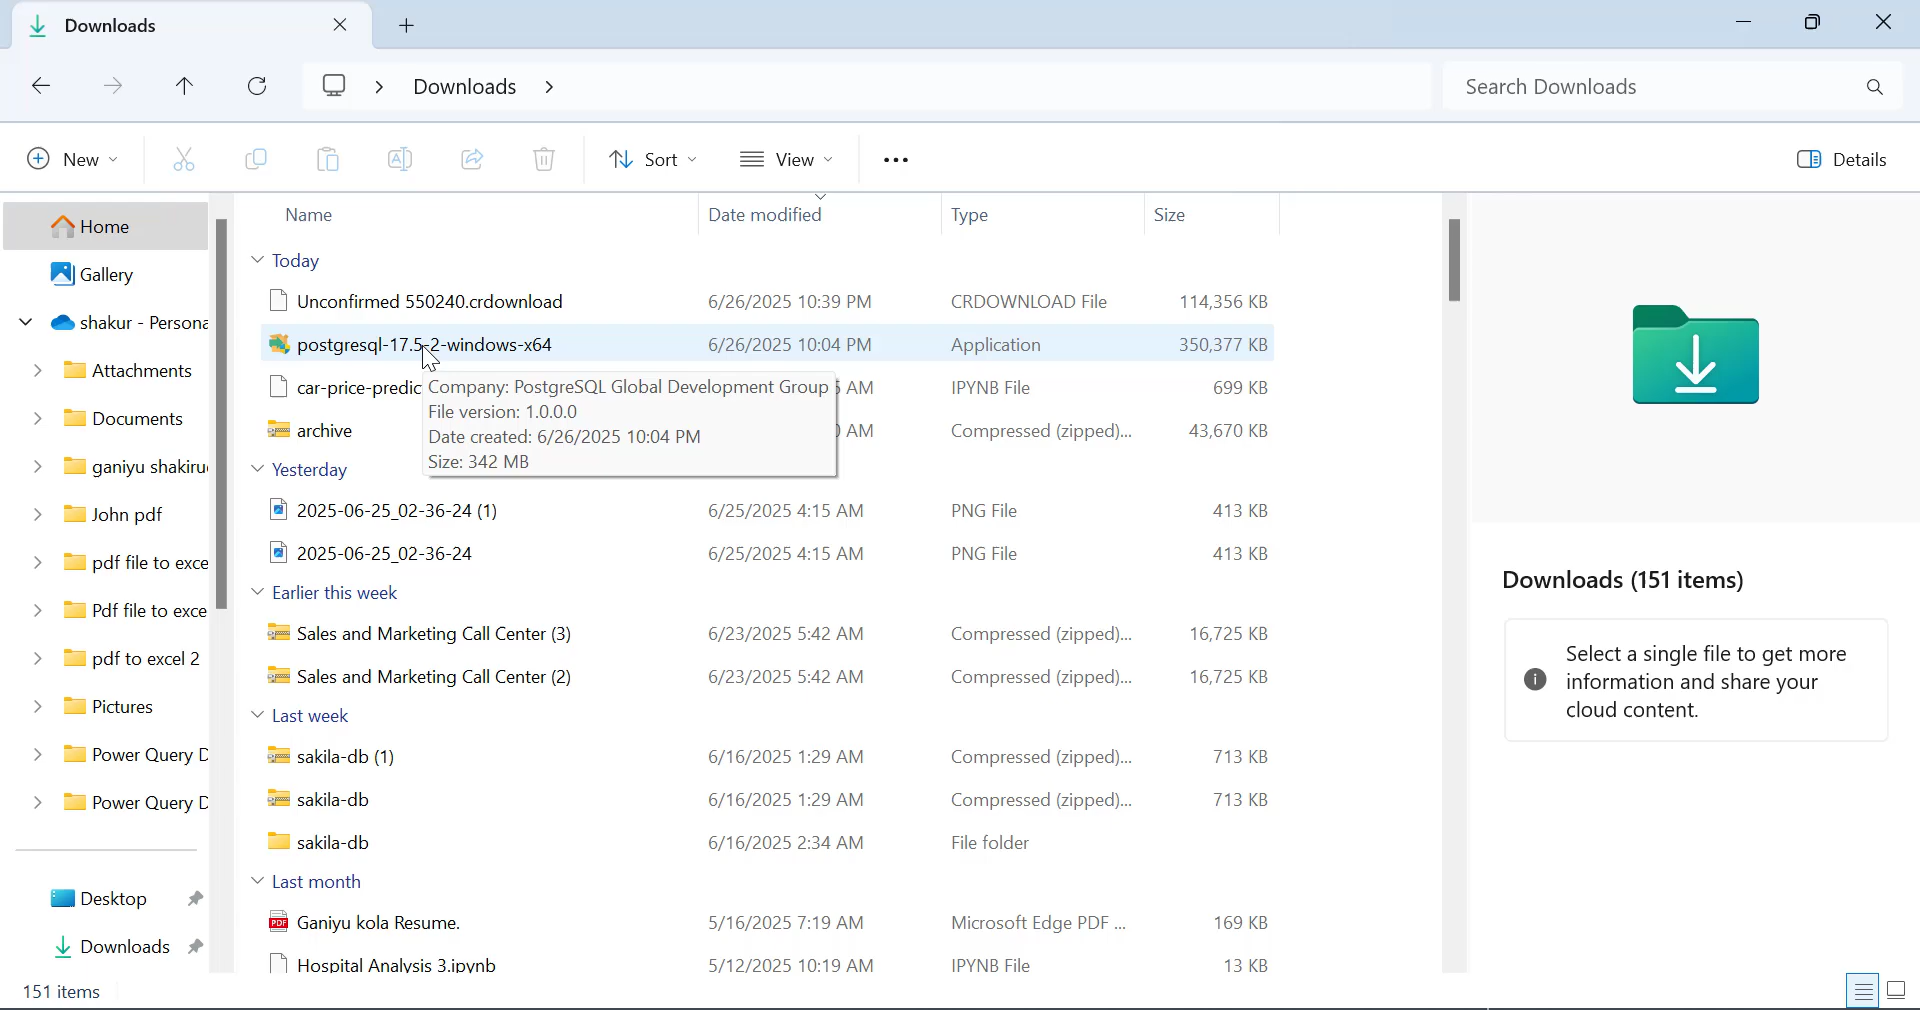 Downloads
Downloads
Search Downloads
New
Sort
View
Details
Home
Gallery
shakur - Persona
Attachments
Documents
ganiyu shakiru
John pdf
pdf file to exce
Pdf file to exce
pdf to excel 2
Pictures
Power Query D
Power Query D
Desktop
Downloads
Name Date modified Type Size
Today
Unconfirmed 550240.crdownload 6/26/2025 10:39 PM CRDOWNLOAD File 114,356 KB
postgresql-17.5-2-windows-x64 6/26/2025 10:04 PM Application 350,377 KB
car-price-predic 5 AM IPYNB File 699 KB
archive 0 AM Compressed (zipped)... 43,670 KB
Company: PostgreSQL Global Development Group
File version: 1.0.0.0
Date created: 6/26/2025 10:04 PM
Size: 342 MB
Yesterday
2025-06-25_02-36-24 (1) 6/25/2025 4:15 AM PNG File 413 KB
2025-06-25_02-36-24 6/25/2025 4:15 AM PNG File 413 KB
Earlier this week
Sales and Marketing Call Center (3) 6/23/2025 5:42 AM Compressed (zipped)... 16,725 KB
Sales and Marketing Call Center (2) 6/23/2025 5:42 AM Compressed (zipped)... 16,725 KB
Last week
sakila-db (1) 6/16/2025 1:29 AM Compressed (zipped)... 713 KB
sakila-db 6/16/2025 1:29 AM Compressed (zipped)... 713 KB
sakila-db 6/16/2025 2:34 AM File folder
Last month
Ganiyu kola Resume. 5/16/2025 7:19 AM Microsoft Edge PDF ... 169 KB
Hospital Analysis 3.ipynb 5/12/2025 10:19 AM IPYNB File 13 KB
Downloads (151 items)
Select a single file to get more
information and share your
cloud content.
151 items